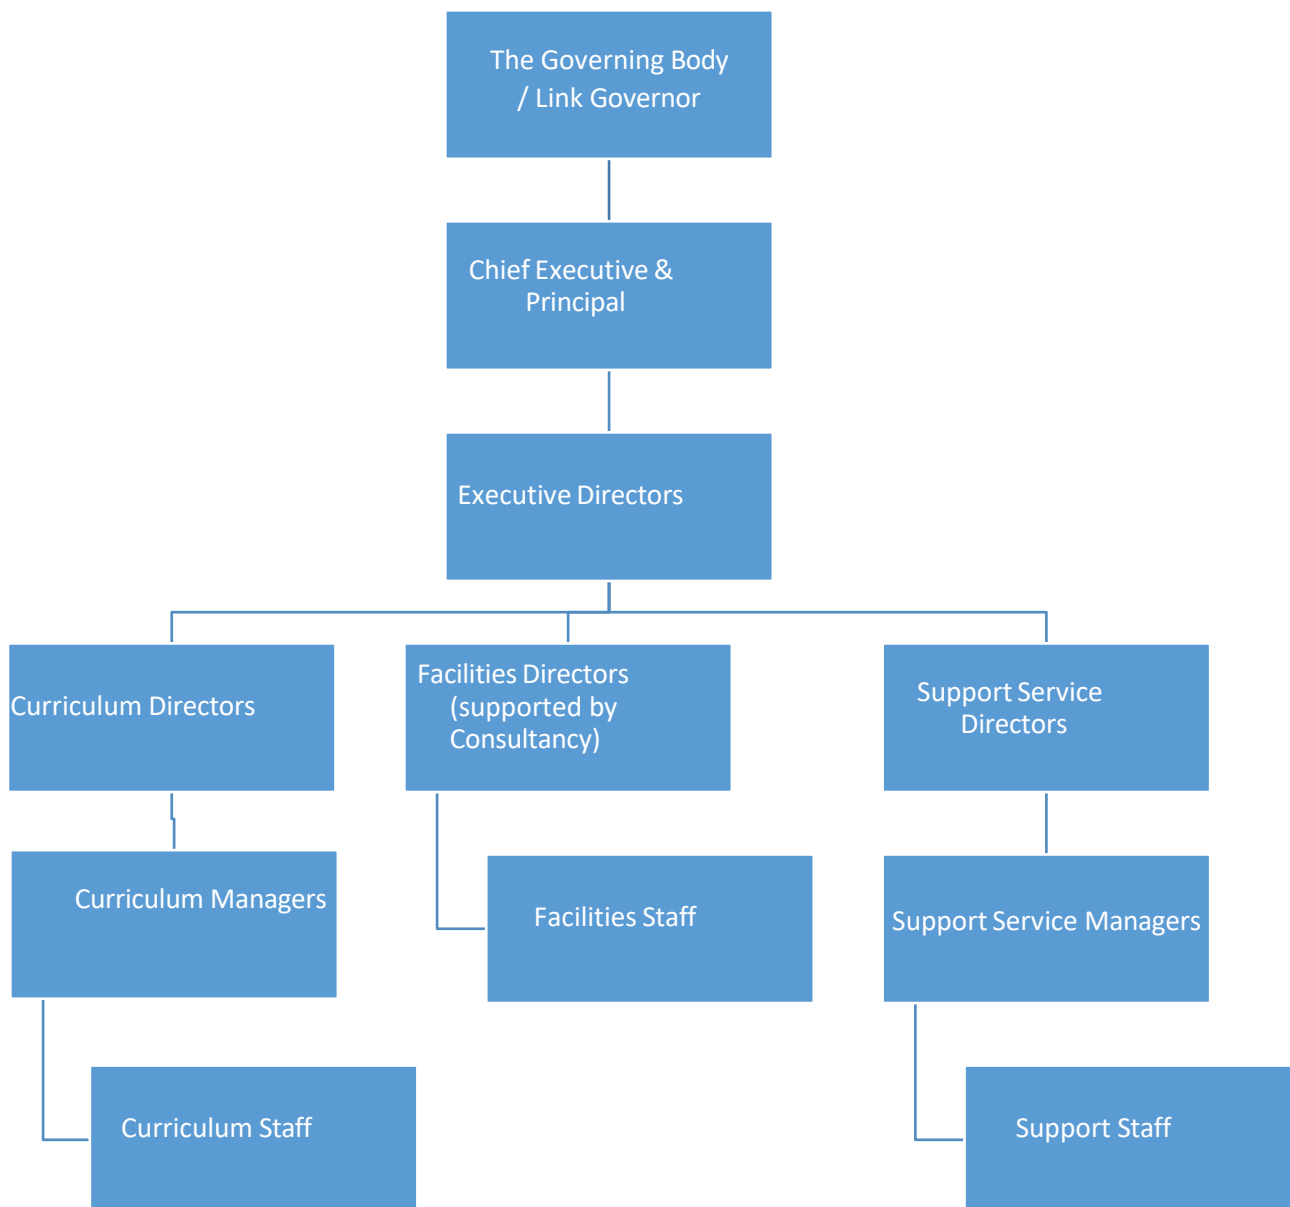 The Governing Body
/ Link Governor
Chief Executive &
Principal
Executive Directors
Curriculum Directors
Facilities Directors
(supported by
Consultancy)
Support Service
Directors
Curriculum Managers
Facilities Staff
Support Service Managers
Curriculum Staff
Support Staff